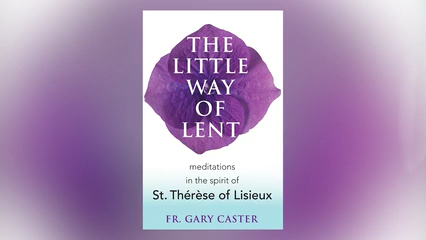 THE
LITTLE
WAY
OF
LENT
meditations
in the spirit of
St. Thérèse of Lisieux
FR. GARY CASTER